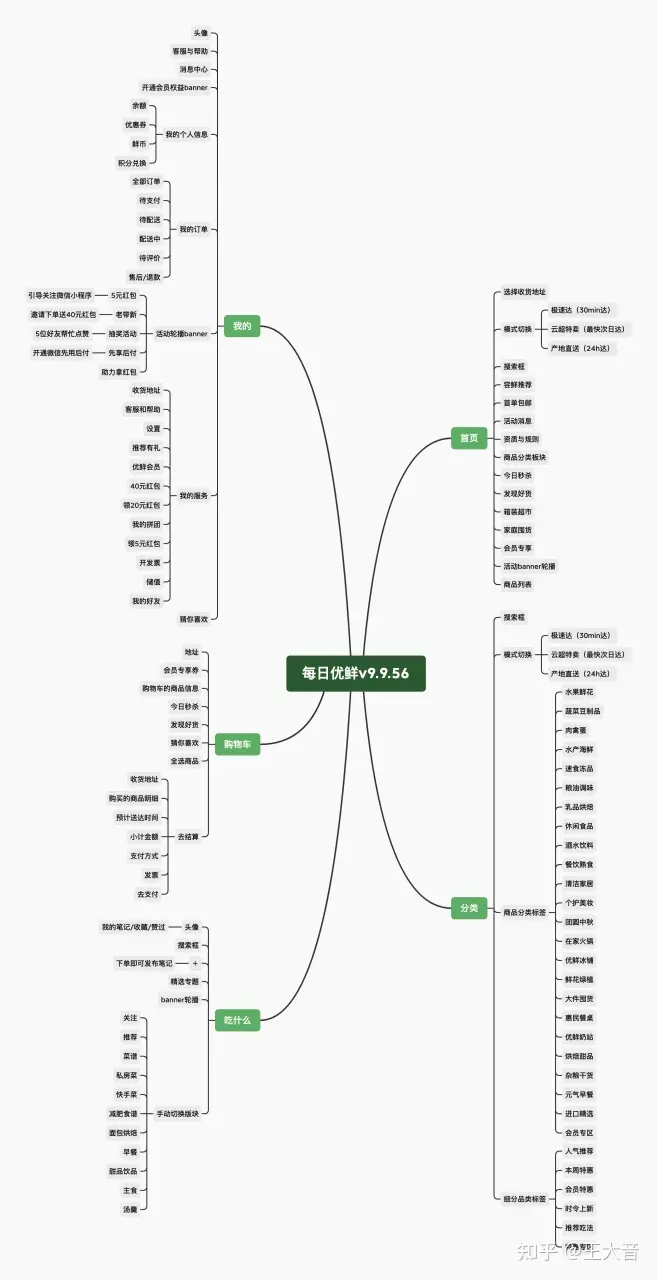 每日优鲜v9.9.56
首页
选择收货地址
模式切换
极速达（30min达）
云超特卖（最快次日达）
产地直送（24h达）
搜索框
尝鲜推荐
首单包邮
活动消息
资质与规则
商品分类板块
今日秒杀
发现好货
箱装超市
家庭囤货
会员专享
活动banner轮播
商品列表
分类
搜索框
模式切换
极速达（30min达）
云超特卖（最快次日达）
产地直送（24h达）
商品分类标签
水果鲜花
蔬菜豆制品
肉禽蛋
水产海鲜
速食冻品
粮油调味
乳品烘焙
休闲食品
酒水饮料
餐饮熟食
清洁家居
个护美妆
团圆中秋
在家火锅
优鲜冰铺
鲜花绿植
大件囤货
惠民餐桌
优鲜奶站
烘焙甜品
杂粮干货
元气早餐
进口精选
会员专区
细分品类标签
人气推荐
本周特惠
会员特惠
时令上新
推荐吃法
我的
头像
客服与帮助
消息中心
开通会员权益banner
我的个人信息
余额
优惠券
鲜币
积分兑换
我的订单
全部订单
待支付
待配送
配送中
待评价
售后/退款
活动轮播banner
5元红包
引导关注微信小程序
老带新
邀请下单送40元红包
抽奖活动
5位好友帮忙点赞
先享后付
开通微信先用后付
助力拿红包
我的服务
收货地址
客服和帮助
设置
推荐有礼
优鲜会员
40元红包
领20元红包
我的拼团
领5元红包
开发票
储值
我的好友
猜你喜欢
购物车
地址
会员专享券
购物车的商品信息
今日秒杀
发现好货
猜你喜欢
全选商品
去结算
收货地址
购买的商品明细
预计送达时间
小计金额
支付方式
发票
去支付
吃什么
头像
我的笔记/收藏/赞过
搜索框
+
下单即可发布笔记
精选专题
banner轮播
手动切换版块
关注
推荐
菜谱
私房菜
快手菜
减肥食谱
面包烘焙
早餐
甜品饮品
主食
汤羹
知乎 @王大音